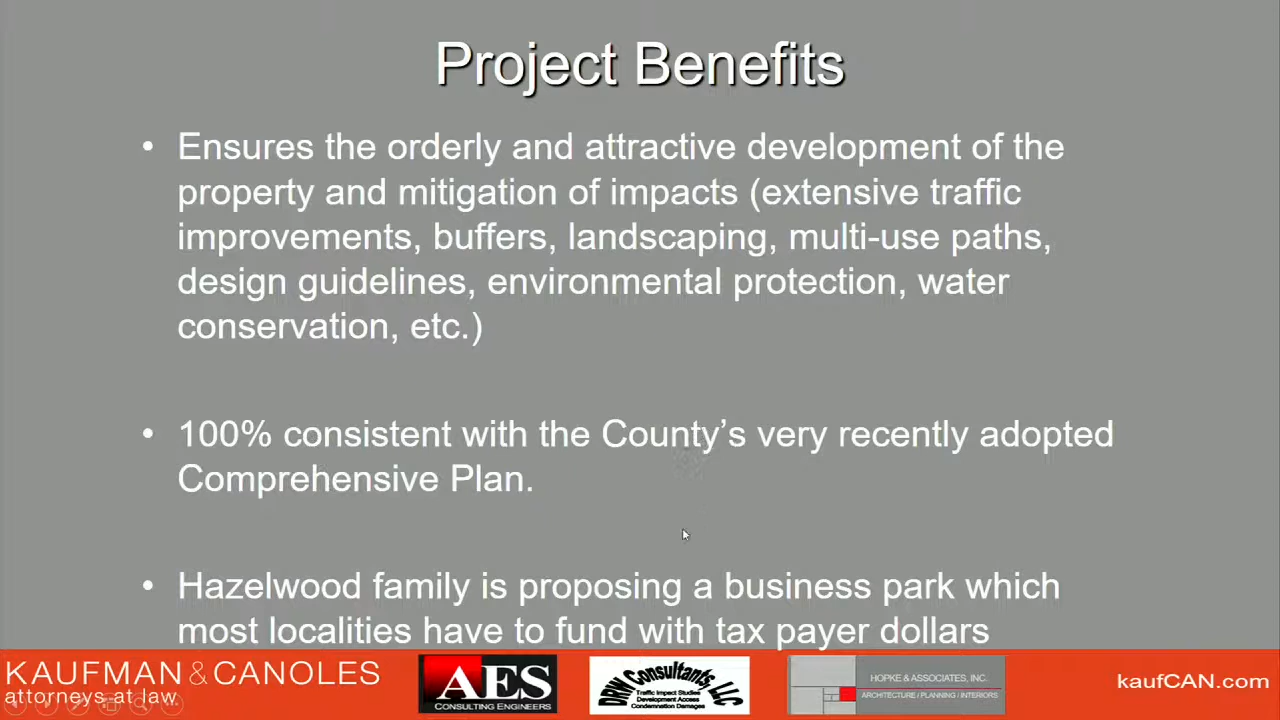 Project Benefits
• Ensures the orderly and attractive development of the
property and mitigation of impacts (extensive traffic
improvements, buffers, landscaping, multi-use paths,
design guidelines, environmental protection, water
conservation, etc.)
• 100% consistent with the County’s very recently adopted
Comprehensive Plan.
• Hazelwood family is proposing a business park which
most localities have to fund with tax payer dollars
KAUFMAN & CANOLES
attorneys at law
AES
CONSULTING ENGINEERS
DRW Consultants, LLC
Traffic Impact Studies
Development Access
Condemnation Damages
HOPKE & ASSOCIATES, INC.
ARCHITECTURE / PLANNING / INTERIORS
kaufCAN.com